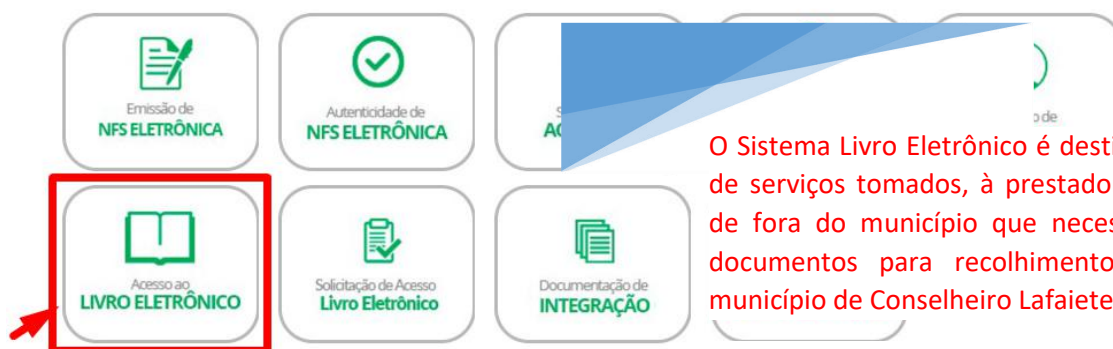 Emissão de
NFS ELETRÔNICA
Autenticidade de
NFS ELETRÔNICA
Acesso ao
LIVRO ELETRÔNICO
Solicitação de Acesso
Livro Eletrônico
Documentação de
INTEGRAÇÃO
O Sistema Livro Eletrônico é desti
de serviços tomados, à prestado
de fora do município que neces
documentos para recolhimento
município de Conselheiro Lafaiete